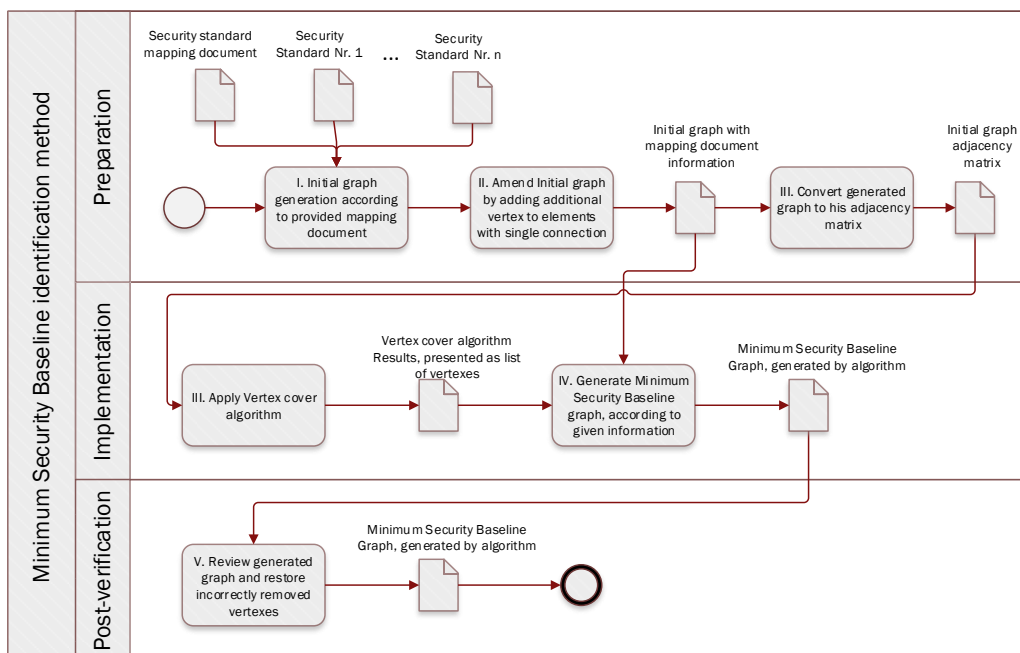 Minimum Security Baseline identification method
Preparation
Security standard
mapping document
Security
Standard Nr. 1
...
Security
Standard Nr. n
I. Initial graph
generation according
to provided mapping
document
II. Amend Initial graph
by adding additional
vertex to elements
with single connection
Initial graph with
mapping document
information
III. Convert generated
graph to his adjacency
matrix
Initial graph
adjacency
matrix
Implementation
III. Apply Vertex cover
algorithm
Vertex cover algorithm
Results, presented as list
of vertexes
IV. Generate Minimum
Security Baseline
graph, according to
given information
Minimum Security Baseline
Graph, generated by algorithm
Post-verification
V. Review generated
graph and restore
incorrectly removed
vertexes
Minimum Security Baseline
Graph, generated by algorithm